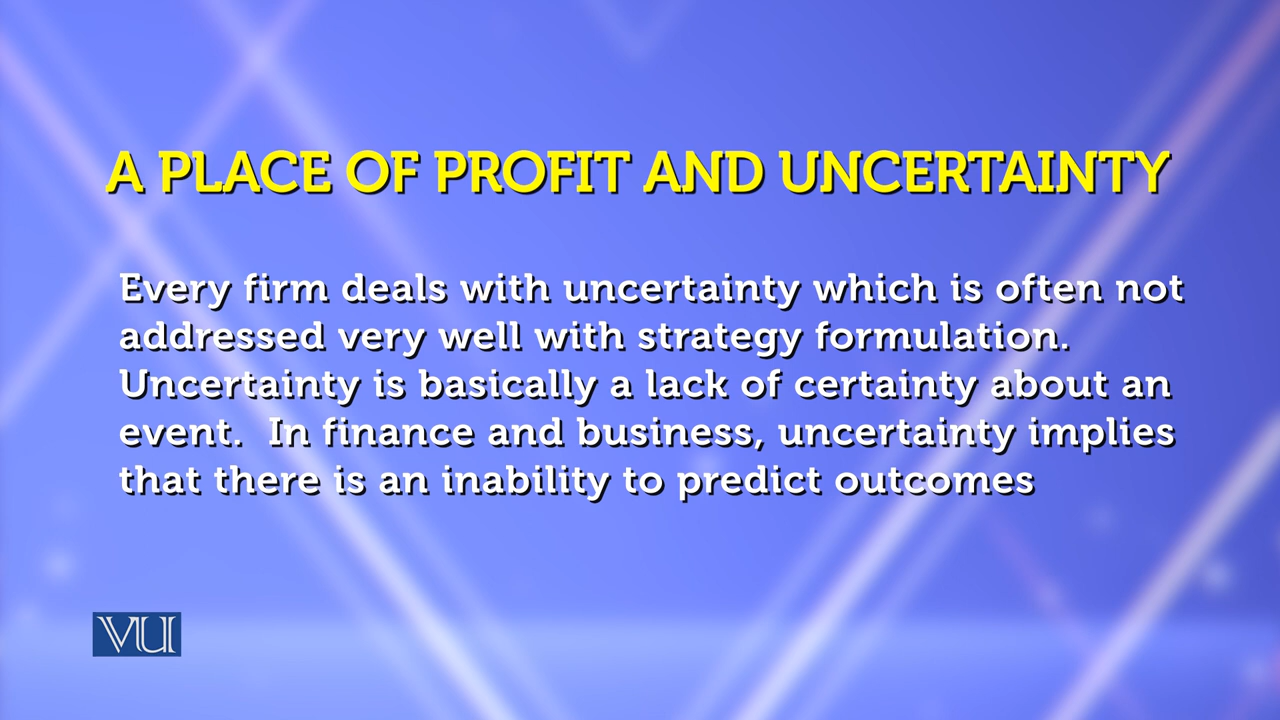 A PLACE OF PROFIT AND UNCERTAINTY
Every firm deals with uncertainty which is often not
addressed very well with strategy formulation.
Uncertainty is basically a lack of certainty about an
event.  In finance and business, uncertainty implies
that there is an inability to predict outcomes
VU